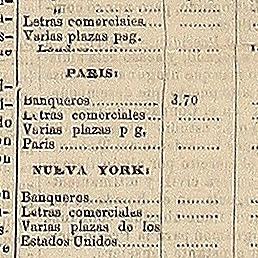 Letras comerciales....
Varias plazas pag.
PARIS:
Banqueros............ 3.70
Letras comerciales...
Varias plazas p g,
Paris ...............
NUEVA YORK:
Banqueros............
Letras comerciales...
Varias plazas de los
Estados Unidos.......